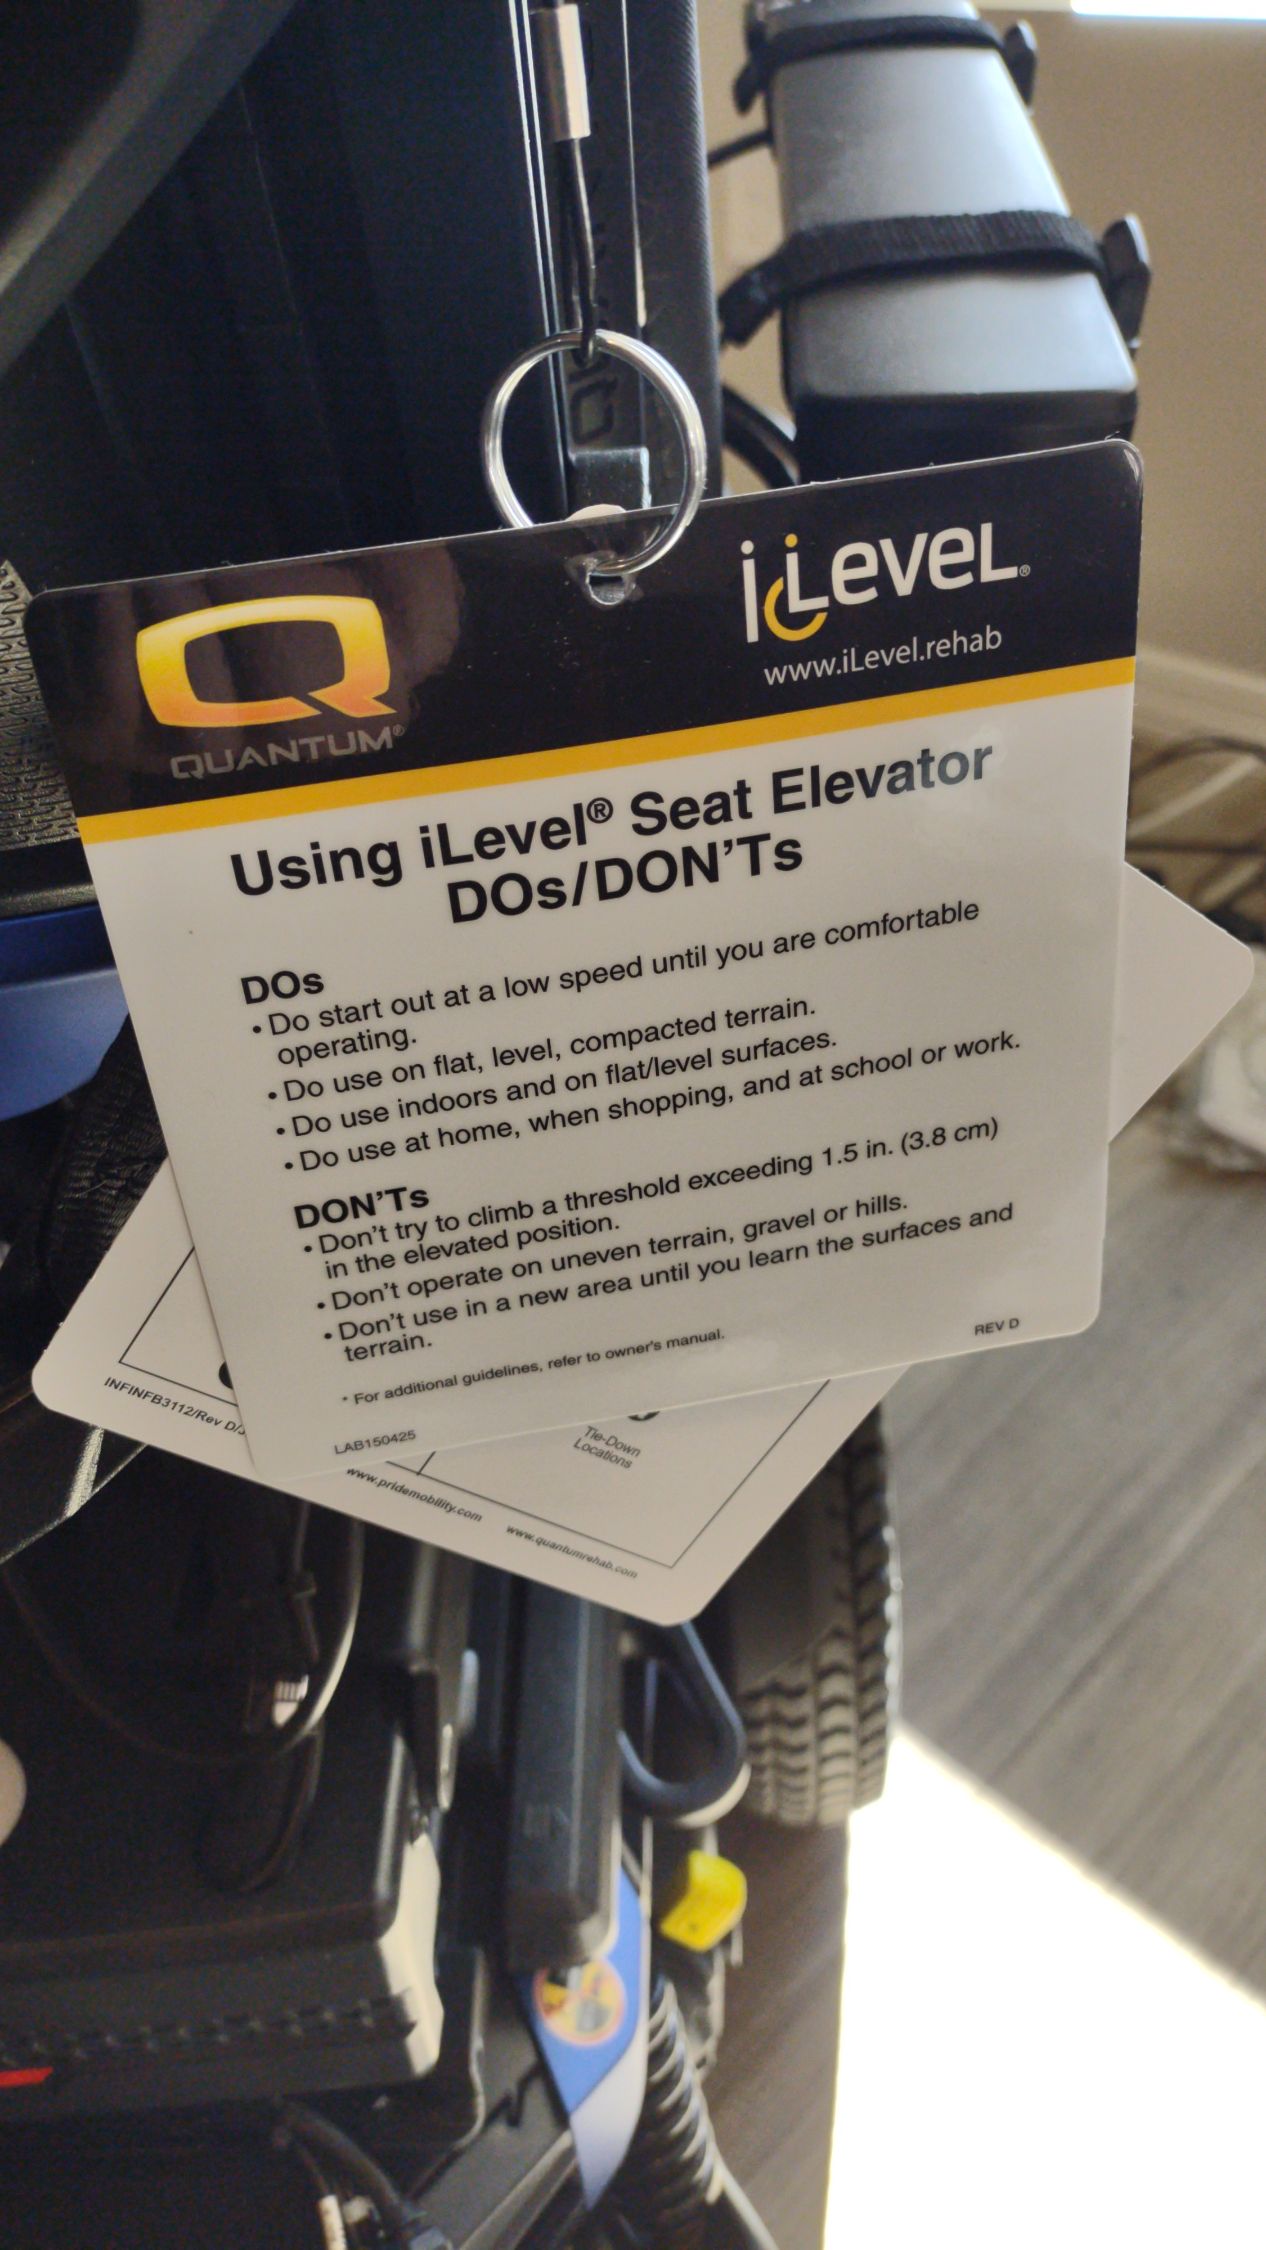 iLevel®
www.iLevel.rehab
QUANTUM®
Using iLevel® Seat Elevator
DOs/DON'Ts
DOs
• Do start out at a low speed until you are comfortable
operating.
• Do use on flat, level, compacted terrain.
• Do use indoors and on flat/level surfaces.
• Do use at home, when shopping, and at school or work.
DON'Ts
• Don't try to climb a threshold exceeding 1.5 in. (3.8 cm)
in the elevated position.
• Don't operate on uneven terrain, gravel or hills.
• Don't use in a new area until you learn the surfaces and
terrain.
* For additional guidelines, refer to owner's manual.
REV D
LAB150425
Tie-Down
Locations
INFINFB3112/Rev D/
www.pridemobility.com
www.quantumrehab.com